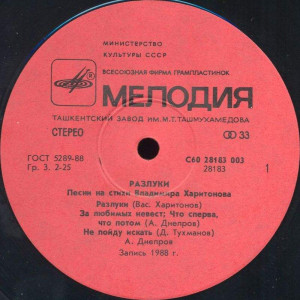 МИНИСТЕРСТВО
КУЛЬТУРЫ СССР
ВСЕСОЮЗНАЯ ФИРМА ГРАМПЛАСТИНОК
МЕЛОДИЯ
ТАШКЕНТСКИЙ ЗАВОД им.М.Т.ТАШМУХАМЕДОВА
СТЕРЕО
33
ГОСТ 5289-88
Гр. 3. 2-25
С60 28183 003
28183
1
РАЗЛУКИ
Песни на стихи Владимира Харитонова
Разлуки (Вас. Харитонов)
За любимых невест; Что сперва,
что потом (А. Днепров)
Не пойду искать (Д. Тухманов)
А. Днепров
Запись 1988 г.